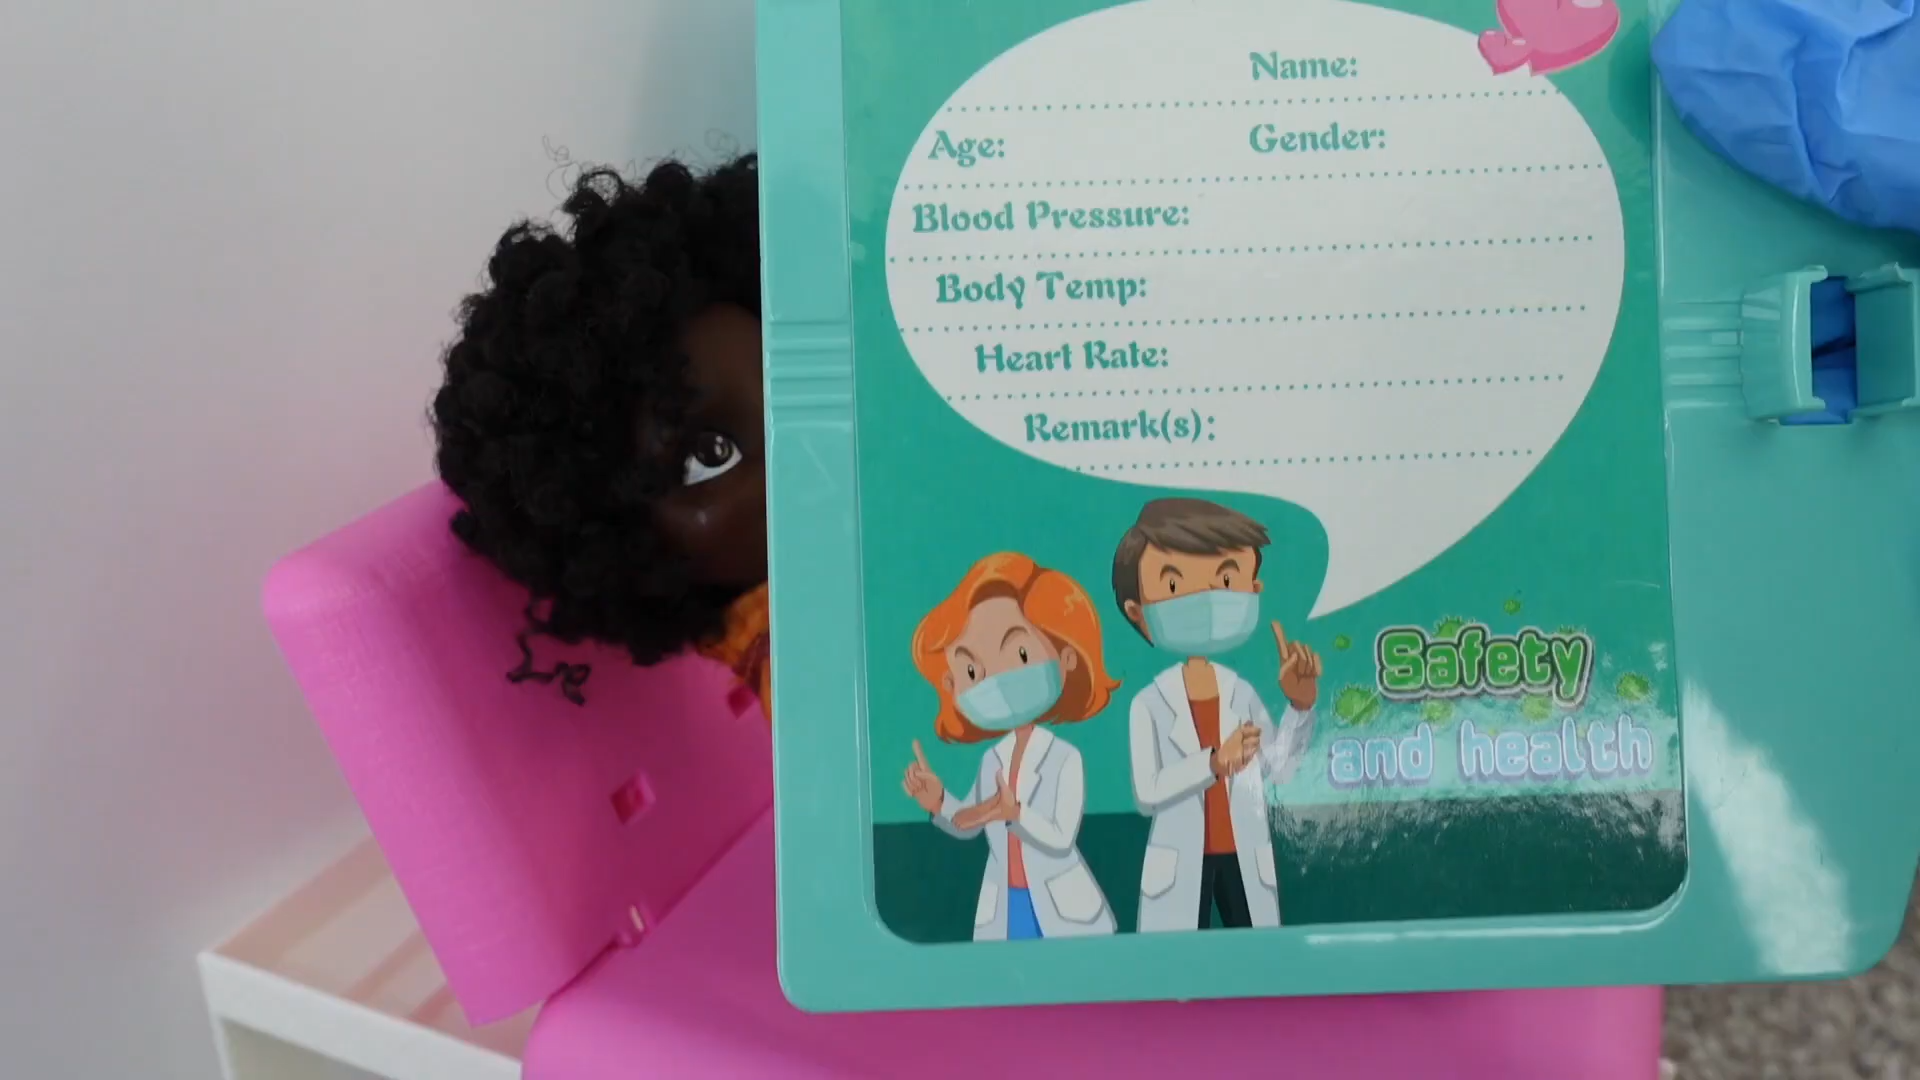 Name:
Age: Gender:
Blood Pressure:
Body Temp:
Heart Rate:
Remark(s):
Safety
and health